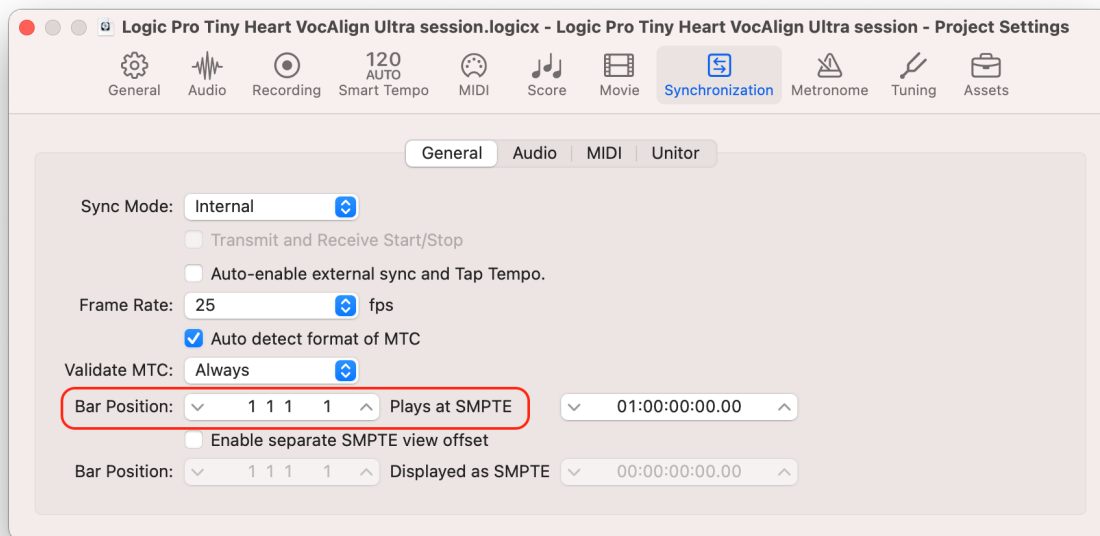 Logic Pro Tiny Heart VocAlign Ultra session.logicx - Logic Pro Tiny Heart VocAlign Ultra session - Project Settings
120
AUTO
General Audio Recording Smart Tempo MIDI Score Movie Synchronization Metronome Tuning Assets
General Audio MIDI Unitor
Sync Mode: Internal
Transmit and Receive Start/Stop
Auto-enable external sync and Tap Tempo.
Frame Rate: 25 fps
Auto detect format of MTC
Validate MTC: Always
Bar Position: 1 1 1 1 Plays at SMPTE 01:00:00:00.00
Enable separate SMPTE view offset
Bar Position: 1 1 1 1 Displayed as SMPTE 00:00:00:00.00